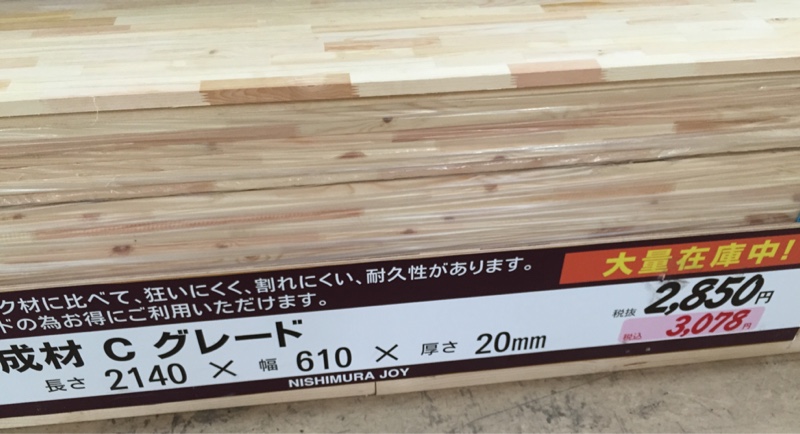 ク材に比べて、狂いにくく、割れにくい、耐久性があります。
ドの為お得にご利用いただけます。
大量在庫中!
成材 C グレード
税抜 2,850円
税込 3,078円
長さ 2140 × 幅 610 × 厚さ 20mm
NISHIMURA JOY